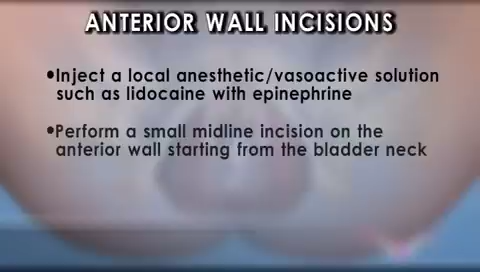 ANTERIOR WALL INCISIONS
•Inject a local anesthetic/vasoactive solution
such as lidocaine with epinephrine
•Perform a small midline incision on the
anterior wall starting from the bladder neck